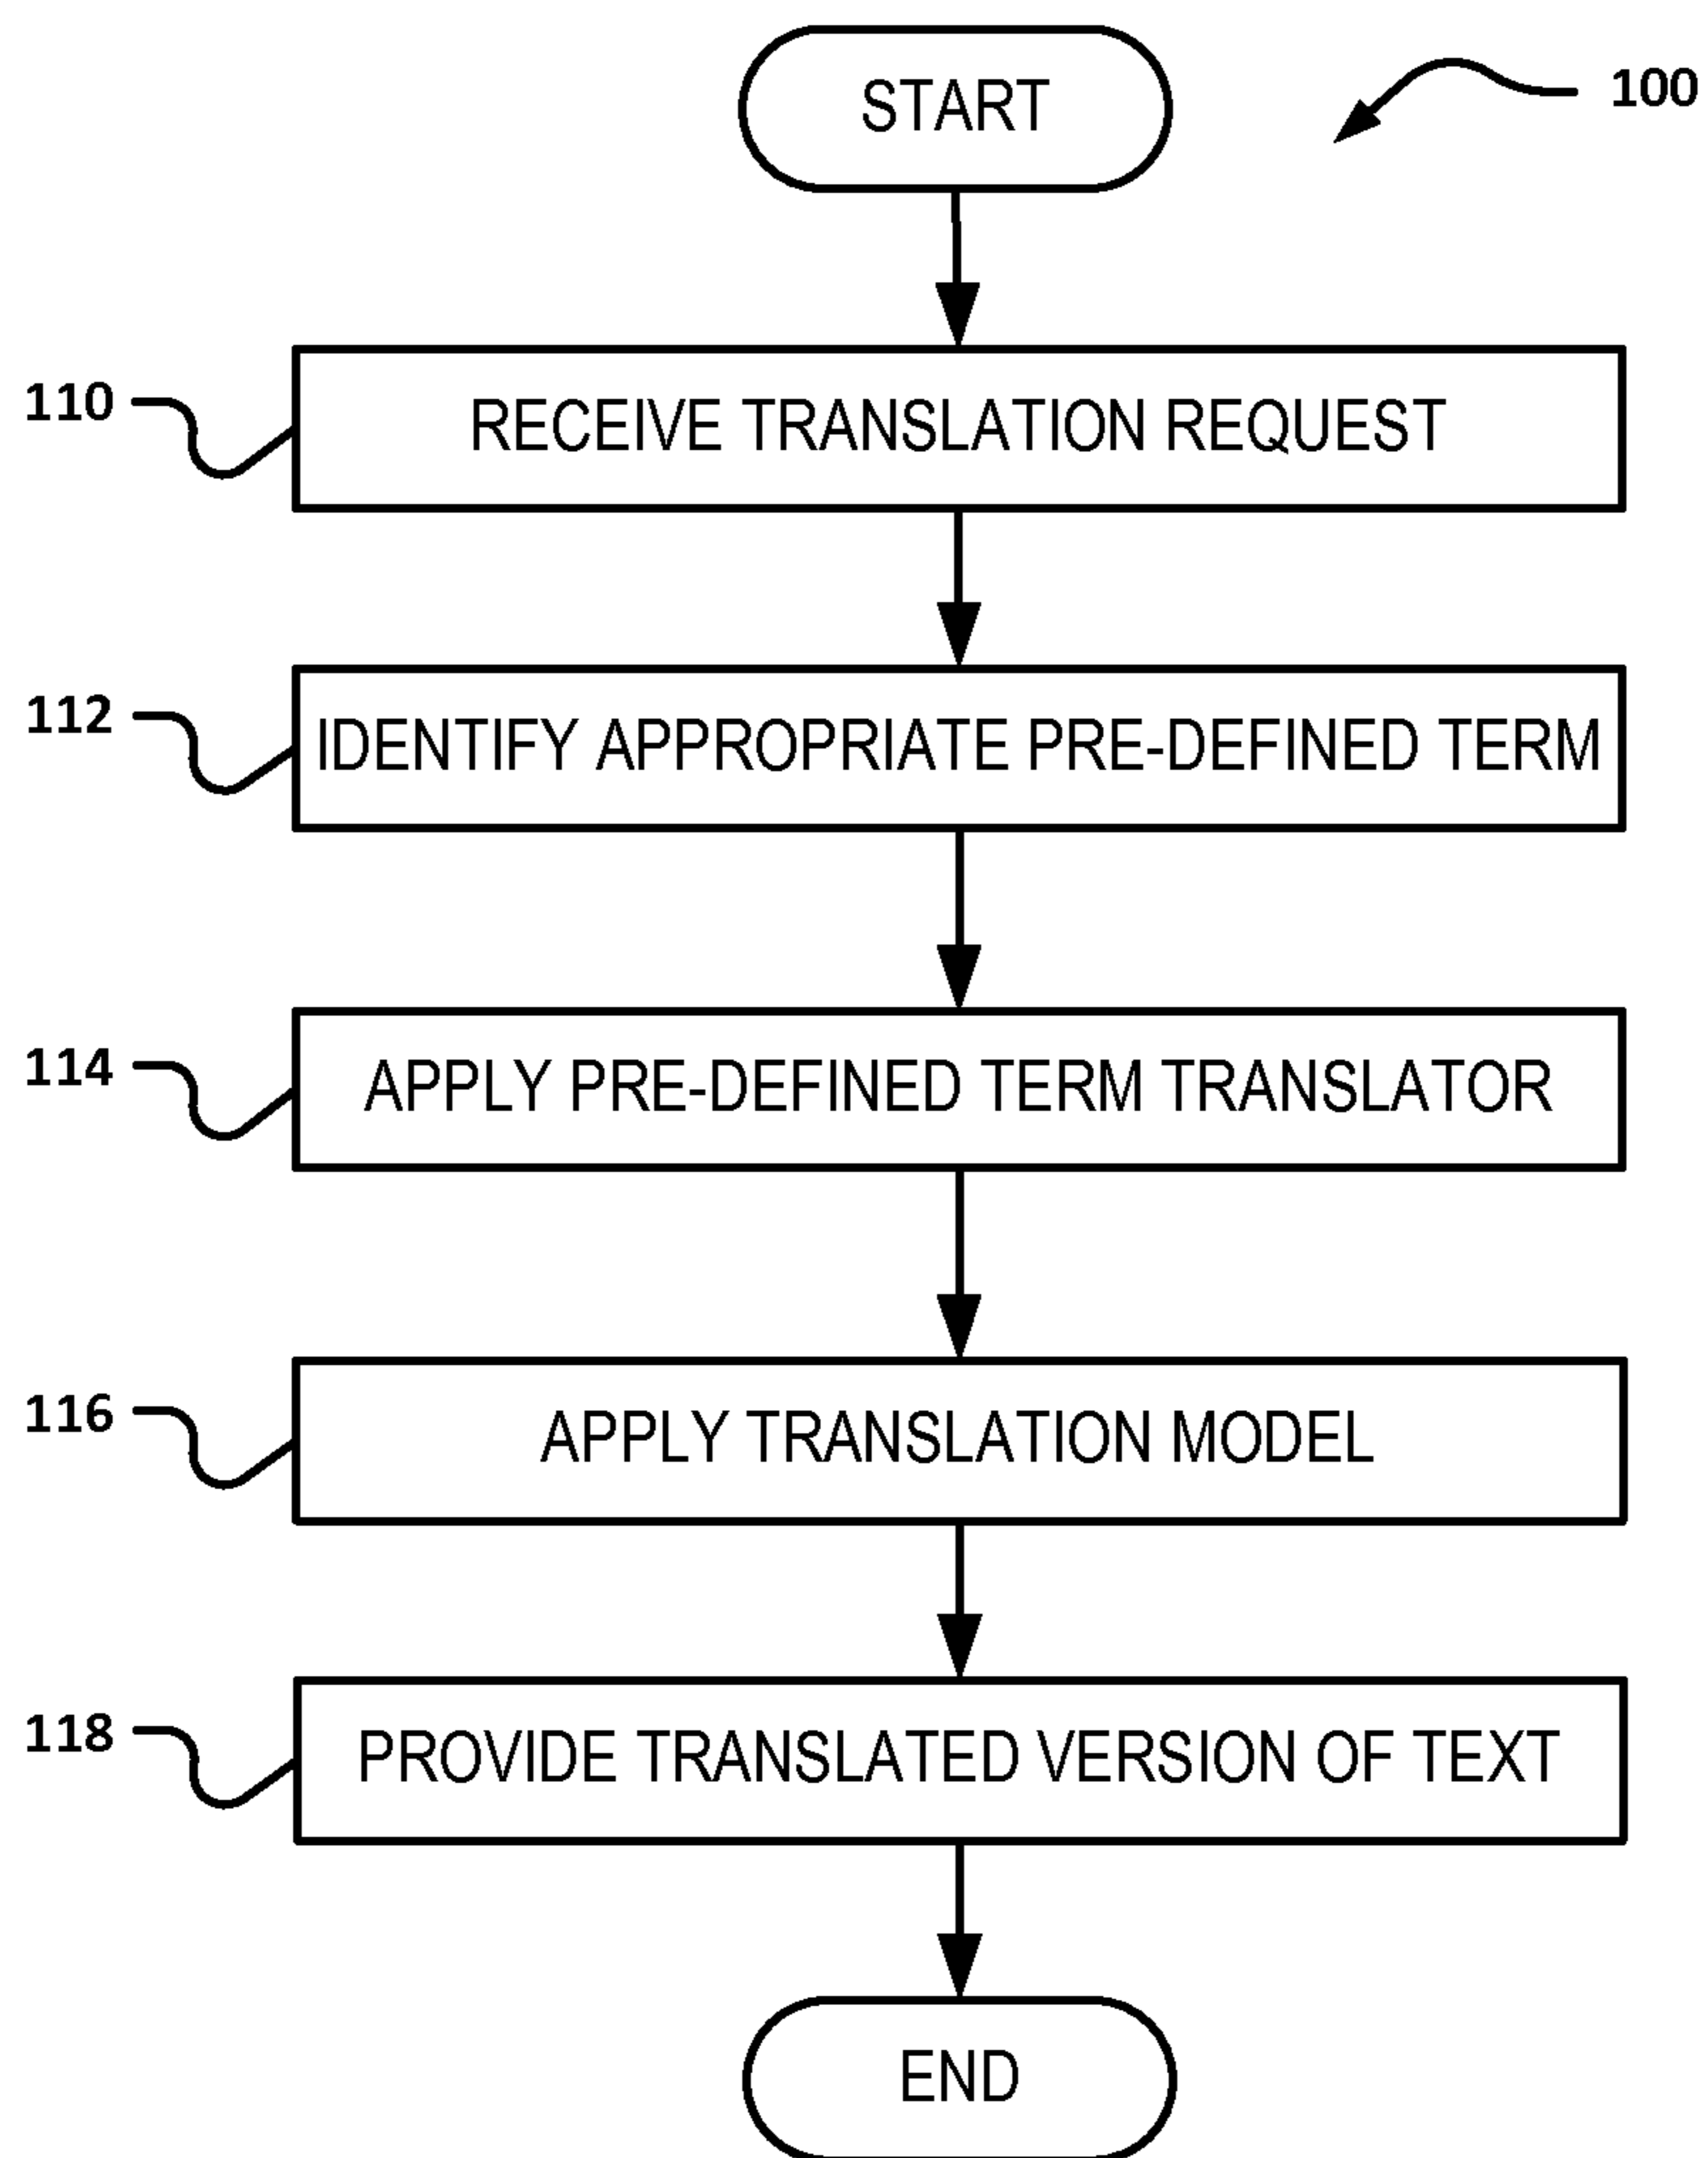 START
100
110
RECEIVE TRANSLATION REQUEST
112
IDENTIFY APPROPRIATE PRE-DEFINED TERM
114
APPLY PRE-DEFINED TERM TRANSLATOR
116
APPLY TRANSLATION MODEL
118
PROVIDE TRANSLATED VERSION OF TEXT
END